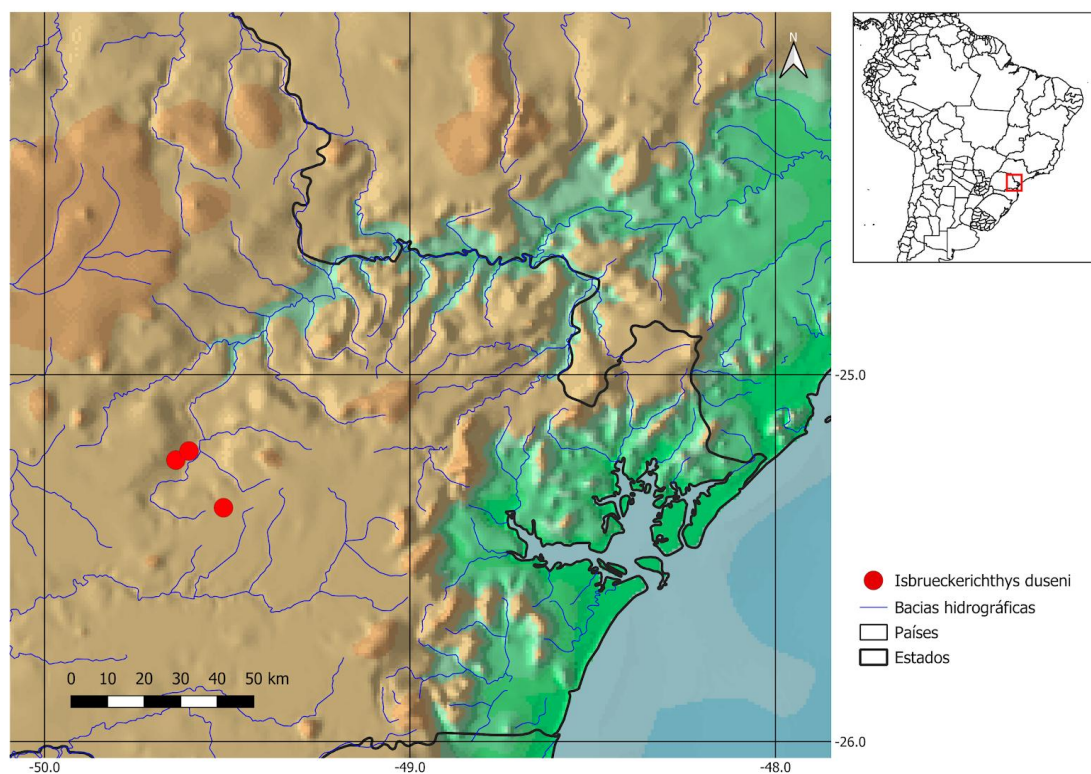 N
-25.0
Isbrueckerichthys duseni
Bacias hidrográficas
Países
Estados
0 10 20 30 40 50 km
-26.0
-50.0 -49.0 -48.0